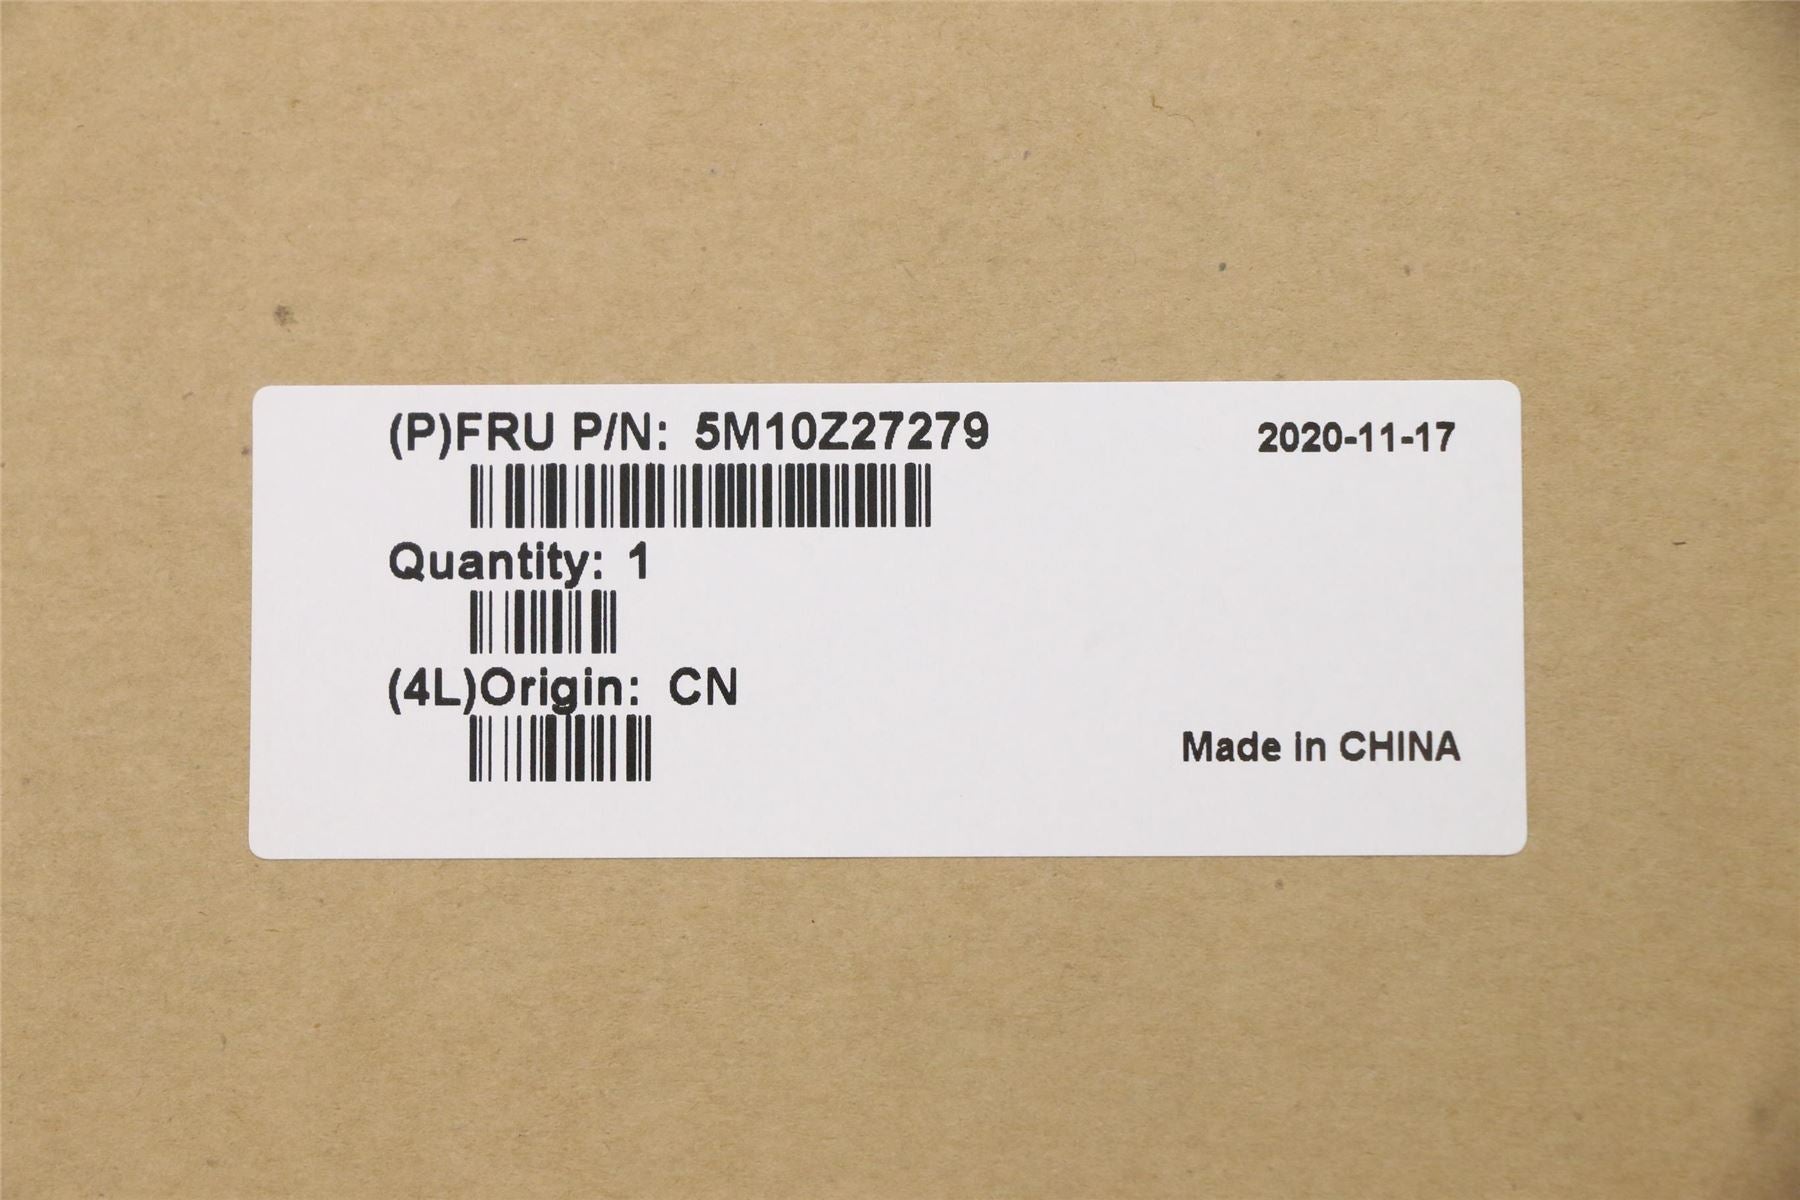 (P)FRU P/N: 5M10Z27279
2020-11-17
Quantity: 1
(4L)Origin: CN
Made in CHINA